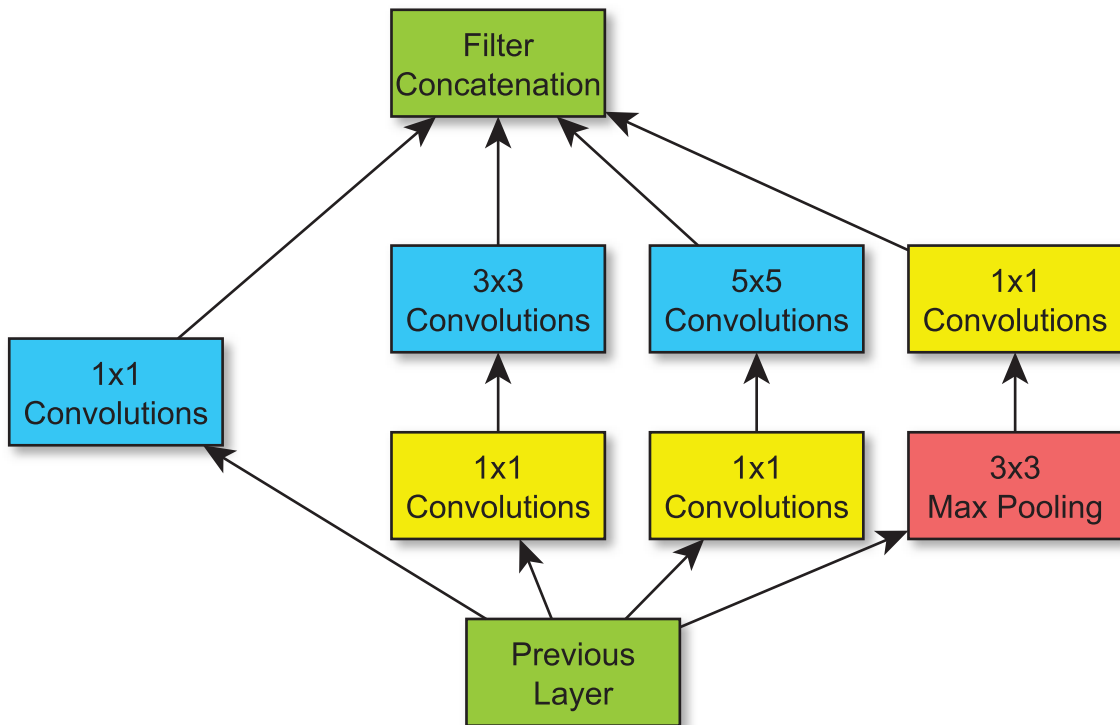 Filter
Concatenation
3x3
Convolutions
5x5
Convolutions
1x1
Convolutions
1x1
Convolutions
1x1
Convolutions
1x1
Convolutions
3x3
Max Pooling
Previous
Layer